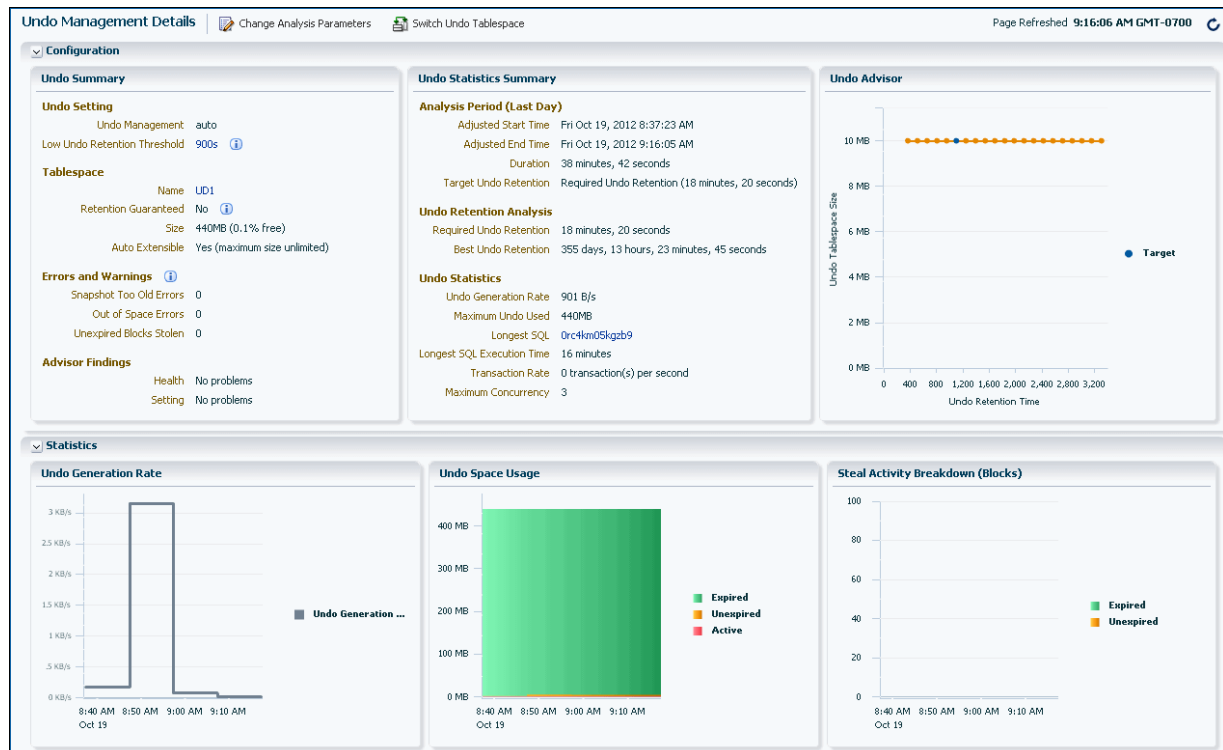 Undo Management Details
Change Analysis Parameters
Switch Undo Tablespace
Page Refreshed 9:16:06 AM GMT-0700
Configuration
Undo Summary
Undo Setting
Undo Management auto
Low Undo Retention Threshold 900s
Tablespace
Name UD1
Retention Guaranteed No
Size 440MB (0.1% free)
Auto Extensible Yes (maximum size unlimited)
Errors and Warnings
Snapshot Too Old Errors 0
Out of Space Errors 0
Unexpired Blocks Stolen 0
Advisor Findings
Health No problems
Setting No problems
Undo Statistics Summary
Analysis Period (Last Day)
Adjusted Start Time Fri Oct 19, 2012 8:37:23 AM
Adjusted End Time Fri Oct 19, 2012 9:16:05 AM
Duration 38 minutes, 42 seconds
Target Undo Retention Required Undo Retention (18 minutes, 20 seconds)
Undo Retention Analysis
Required Undo Retention 18 minutes, 20 seconds
Best Undo Retention 355 days, 13 hours, 23 minutes, 45 seconds
Undo Statistics
Undo Generation Rate 901 B/s
Maximum Undo Used 440MB
Longest SQL 0rc4km05kgzb9
Longest SQL Execution Time 16 minutes
Transaction Rate 0 transaction(s) per second
Maximum Concurrency 3
Undo Advisor
Undo Tablespace Size
10 MB
8 MB
6 MB
4 MB
2 MB
0 MB
0 400 800 1,200 1,600 2,000 2,400 2,800 3,200
Undo Retention Time
Target
Statistics
Undo Generation Rate
3 KB/s
2.5 KB/s
2 KB/s
1.5 KB/s
1 KB/s
.5 KB/s
0 KB/s
8:40 AM 8:50 AM 9:00 AM 9:10 AM
Oct 19
Undo Generation ...
Undo Space Usage
400 MB
300 MB
200 MB
100 MB
0 MB
8:40 AM 8:50 AM 9:00 AM 9:10 AM
Oct 19
Expired
Unexpired
Active
Steal Activity Breakdown (Blocks)
100
80
60
40
20
0
8:40 AM 8:50 AM 9:00 AM 9:10 AM
Oct 19
Expired
Unexpired